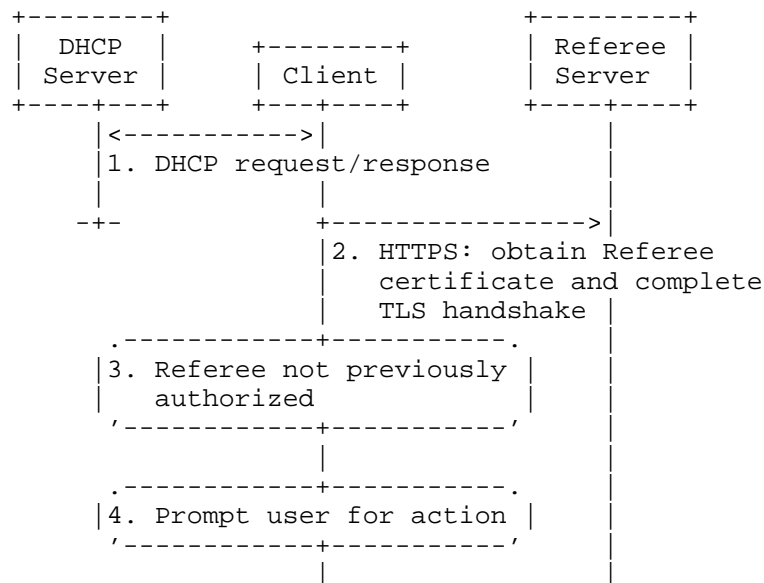 DHCP Referee
Client
Server Server
1. DHCP request/response
2. HTTPS: obtain Referee
certificate and complete
TLS handshake
3. Referee not previously
authorized
4. Prompt user for action